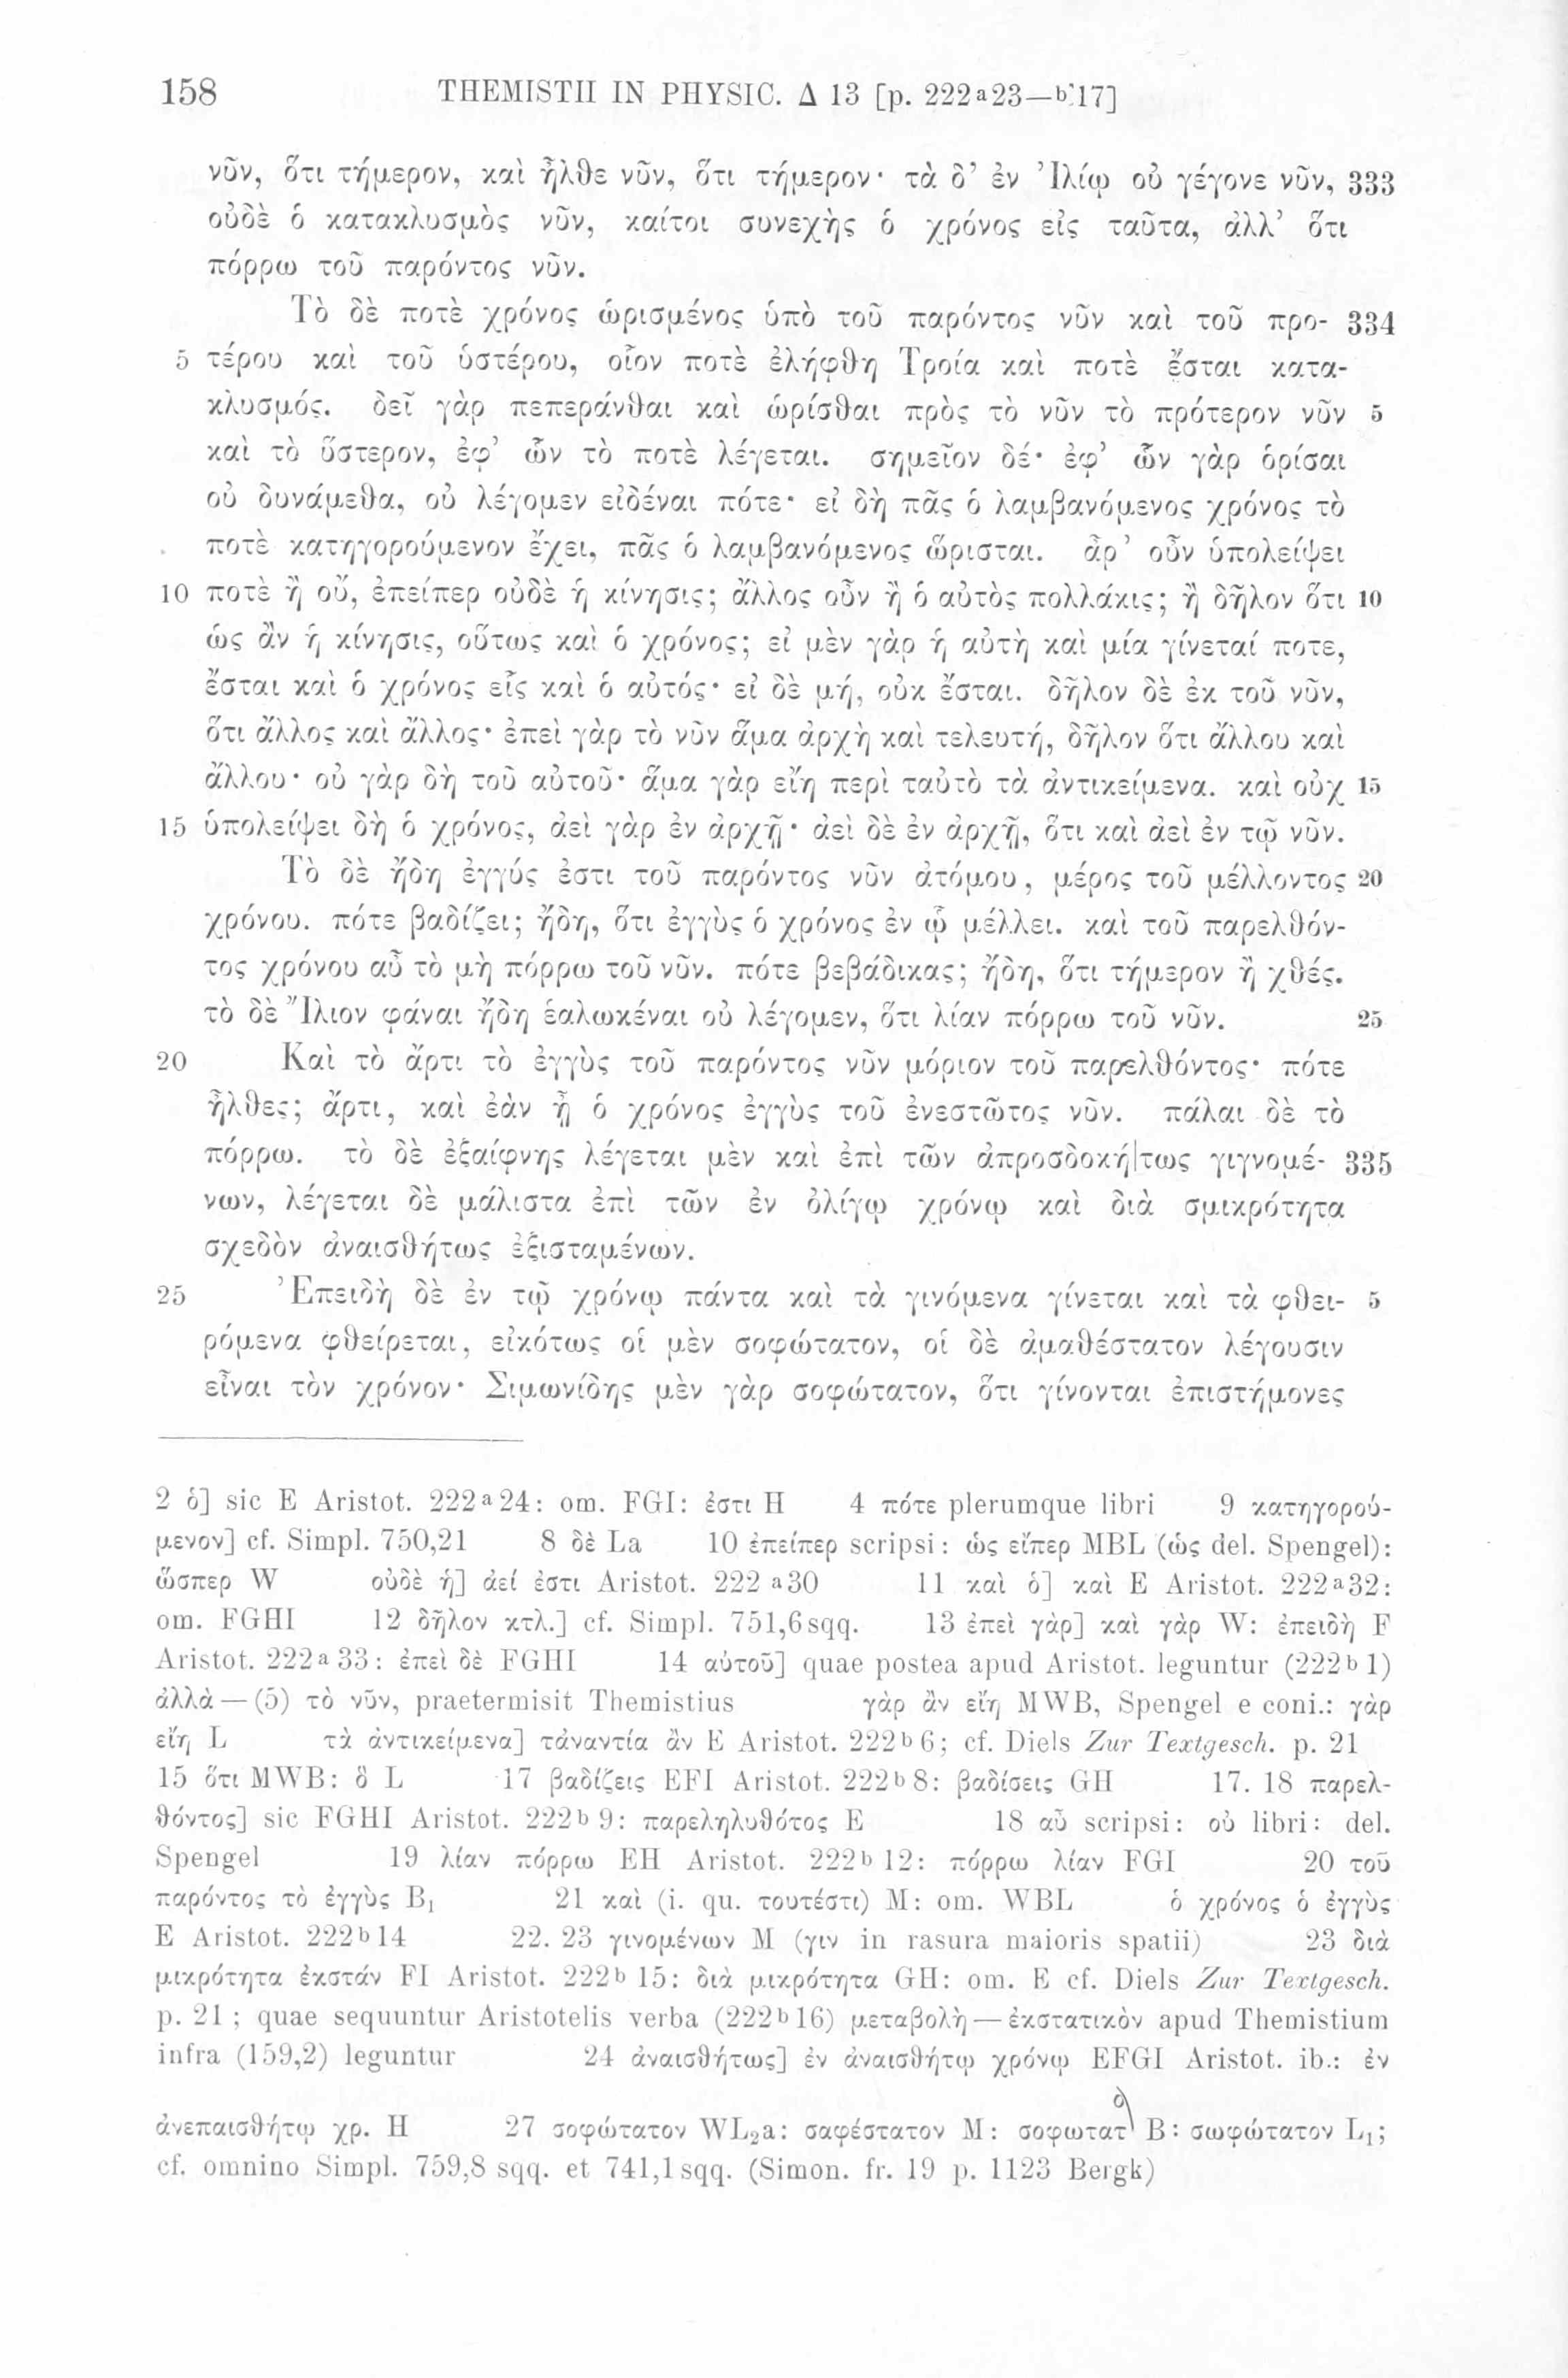 158 THEMISTII IN PHYSIC. Δ 13 [p. 222ᵃ23—ᵇ17]
νῦν, ὅτι τήμερον, καὶ ἦλθε νῦν, ὅτι τήμερον· τὰ δ’ ἐν Ἰλίῳ οὐ γέγονε νῦν, 333
οὐδὲ ὁ κατακλυσμὸς νῦν, καίτοι συνεχὴς ὁ χρόνος εἰς ταῦτα, ἀλλ’ ὅτι
πόρρω τοῦ παρόντος νῦν.
Τὸ δὲ ποτὲ χρόνος ὡρισμένος ὑπὸ τοῦ παρόντος νῦν καὶ τοῦ προ- 334
5 τέρου καὶ τοῦ ὑστέρου, οἷον ποτὲ ἐλήφθη Τροία καὶ ποτὲ ἔσται κατα-
κλυσμός. δεῖ γὰρ πεπεράνθαι καὶ ὡρίσθαι πρὸς τὸ νῦν τὸ πρότερον νῦν 5
καὶ τὸ ὕστερον, ἐφ’ ὧν τὸ ποτὲ λέγεται. σημεῖον δέ· ἐφ’ ὧν γὰρ ὁρίσαι
οὐ δυνάμεθα, οὐ λέγομεν εἰδέναι πότε· εἰ δὴ πᾶς ὁ λαμβανόμενος χρόνος τὸ
ποτὲ κατηγορούμενον ἔχει, πᾶς ὁ λαμβανόμενος ὥρισται. ἆρ’ οὖν ὑπολείψει
10 ποτὲ ἢ οὔ, ἐπείπερ οὐδὲ ἡ κίνησις; ἄλλος οὖν ἢ ὁ αὐτὸς πολλάκις; ἢ δῆλον ὅτι 10
ὡς ἂν ἡ κίνησις, οὕτως καὶ ὁ χρόνος; εἰ μὲν γὰρ ἡ αὐτὴ καὶ μία γίνεταί ποτε,
ἔσται καὶ ὁ χρόνος εἷς καὶ ὁ αὐτός· εἰ δὲ μή, οὐκ ἔσται. δῆλον δὲ ἐκ τοῦ νῦν,
ὅτι ἄλλος καὶ ἄλλος· ἐπεὶ γὰρ τὸ νῦν ἅμα ἀρχὴ καὶ τελευτή, δῆλον ὅτι ἄλλου καὶ
ἄλλου· οὐ γὰρ δὴ τοῦ αὐτοῦ· ἅμα γὰρ εἴη περὶ ταὐτὸ τὰ ἀντικείμενα. καὶ οὐχ 15
15 ὑπολείψει δὴ ὁ χρόνος, ἀεὶ γὰρ ἐν ἀρχῇ· ἀεὶ δὲ ἐν ἀρχῇ, ὅτι καὶ ἀεὶ ἐν τῷ νῦν.
Τὸ δὲ ἤδη ἐγγύς ἐστι τοῦ παρόντος νῦν ἀτόμου, μέρος τοῦ μέλλοντος 20
χρόνου. πότε βαδίζει; ἤδη, ὅτι ἐγγὺς ὁ χρόνος ἐν ᾧ μέλλει. καὶ τοῦ παρελθόν-
τος χρόνου αὖ τὸ μὴ πόρρω τοῦ νῦν. πότε βεβάδικας; ἤδη, ὅτι τήμερον ἢ χθές.
τὸ δὲ Ἴλιον φάναι ἤδη ἑαλωκέναι οὐ λέγομεν, ὅτι λίαν πόρρω τοῦ νῦν. 25
20 Καὶ τὸ ἄρτι τὸ ἐγγὺς τοῦ παρόντος νῦν μόριον τοῦ παρελθόντος· πότε
ἦλθες; ἄρτι, καὶ ἐὰν ᾖ ὁ χρόνος ἐγγὺς τοῦ ἐνεστῶτος νῦν. πάλαι δὲ τὸ
πόρρω. τὸ δὲ ἐξαίφνης λέγεται μὲν καὶ ἐπὶ τῶν ἀπροσδοκή|τως γιγνομέ- 335
νων, λέγεται δὲ μάλιστα ἐπὶ τῶν ἐν ὀλίγῳ χρόνῳ καὶ διὰ σμικρότητα
σχεδὸν ἀναισθήτως ἐξισταμένων.
25 Ἐπειδὴ δὲ ἐν τῷ χρόνῳ πάντα καὶ τὰ γινόμενα γίνεται καὶ τὰ φθει- 5
ρόμενα φθείρεται, εἰκότως οἱ μὲν σοφώτατον, οἱ δὲ ἀμαθέστατον λέγουσιν
εἶναι τὸν χρόνον· Σιμωνίδης μὲν γὰρ σοφώτατον, ὅτι γίνονται ἐπιστήμονες
2 ὁ] sic E Aristot. 222ᵃ24: om. FGI: ἐστι H 4 πότε plerumque libri 9 κατηγορού-
μενον] cf. Simpl. 750,21 8 δὲ La 10 ἐπείπερ scripsi: ὡς εἴπερ MBL (ὡς del. Spengel):
ὥσπερ W οὐδὲ ἡ] ἀεί ἐστι Aristot. 222ᵃ30 11 καὶ ὁ] καὶ E Aristot. 222ᵃ32:
om. FGHI 12 δῆλον κτλ.] cf. Simpl. 751,6 sqq. 13 ἐπεὶ γὰρ] καὶ γὰρ W: ἐπειδὴ F
Aristot. 222ᵃ33: ἐπεὶ δὲ FGHI 14 αὐτοῦ] quae postea apud Aristot. leguntur (222ᵇ1)
ἀλλὰ—(5) τὸ νῦν, praetermisit Themistius γὰρ ἂν εἴη MWB, Spengel e coni.: γὰρ
εἴη L τὰ ἀντικείμενα] τἀναντία ἂν E Aristot. 222ᵇ6; cf. Diels Zur Textgesch. p. 21
15 ὅτι MWB: ὃ L 17 βαδίζεις EFI Aristot. 222ᵇ8: βαδίσεις GH 17. 18 παρελ-
θόντος] sic FGHI Aristot. 222ᵇ9: παρεληλυθότος E 18 αὖ scripsi: οὐ libri: del.
Spengel 19 λίαν πόρρω EH Aristot. 222ᵇ12: πόρρω λίαν FGI 20 τοῦ
παρόντος τὸ ἐγγὺς B₁ 21 καὶ (i. qu. τουτέστι) M: om. WBL ὁ χρόνος ὁ ἐγγὺς
E Aristot. 222ᵇ14 22. 23 γινομένων M (γιν in rasura maioris spatii) 23 διὰ
μικρότητα ἐκστάν FI Aristot. 222ᵇ 15: διὰ μικρότητα GH: om. E cf. Diels Zur Textgesch.
p. 21; quae sequuntur Aristotelis verba (222ᵇ16) μεταβολὴ—ἐκστατικὸν apud Themistium
infra (159,2) leguntur 24 ἀναισθήτως] ἐν ἀναισθήτῳ χρόνῳ EFGI Aristot. ib.: ἐν
ἀνεπαισθήτῳ χρ. H 27 σοφώτατον WL₂a: σαφέστατον M: σοφωτατ B: σωφώτατον L₁;
cf. omnino Simpl. 759,8 sqq. et 741,1 sqq. (Simon. fr. 19 p. 1123 Bergk)